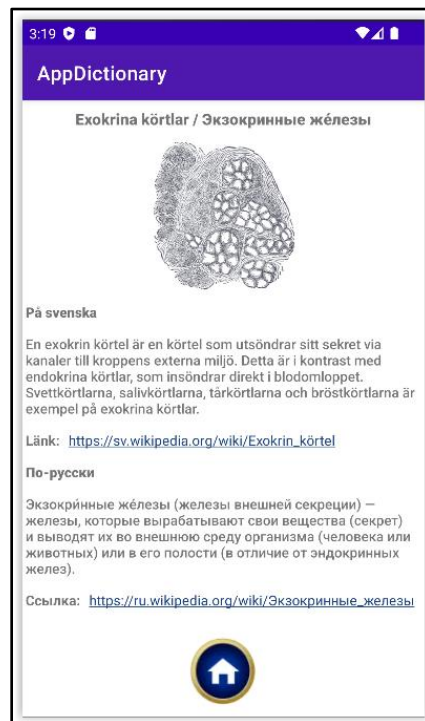 3:19
AppDictionary
Exokrina körtlar / Экзокринные желе́зы
På svenska
En exokrin körtel är en körtel som utsöndrar sitt sekret via
kanaler till kroppens externa miljö. Detta är i kontrast med
endokrina körtlar, som insöndrar direkt i blodomloppet.
Svettkörtlarna, salivkörtlarna, tårkörtlarna och bröstkörtlarna är
exempel på exokrina körtlar.
Länk: https://sv.wikipedia.org/wiki/Exokrin_körtel
По-русски
Экзокри́нные же́лезы (железы внешней секреции) —
железы, которые вырабатывают свои вещества (секрет)
и выводят их во внешнюю среду организма (человека или
животных) или в его полости (в отличие от эндокринных
желез).
Ссылка: https://ru.wikipedia.org/wiki/Экзокринные_железы